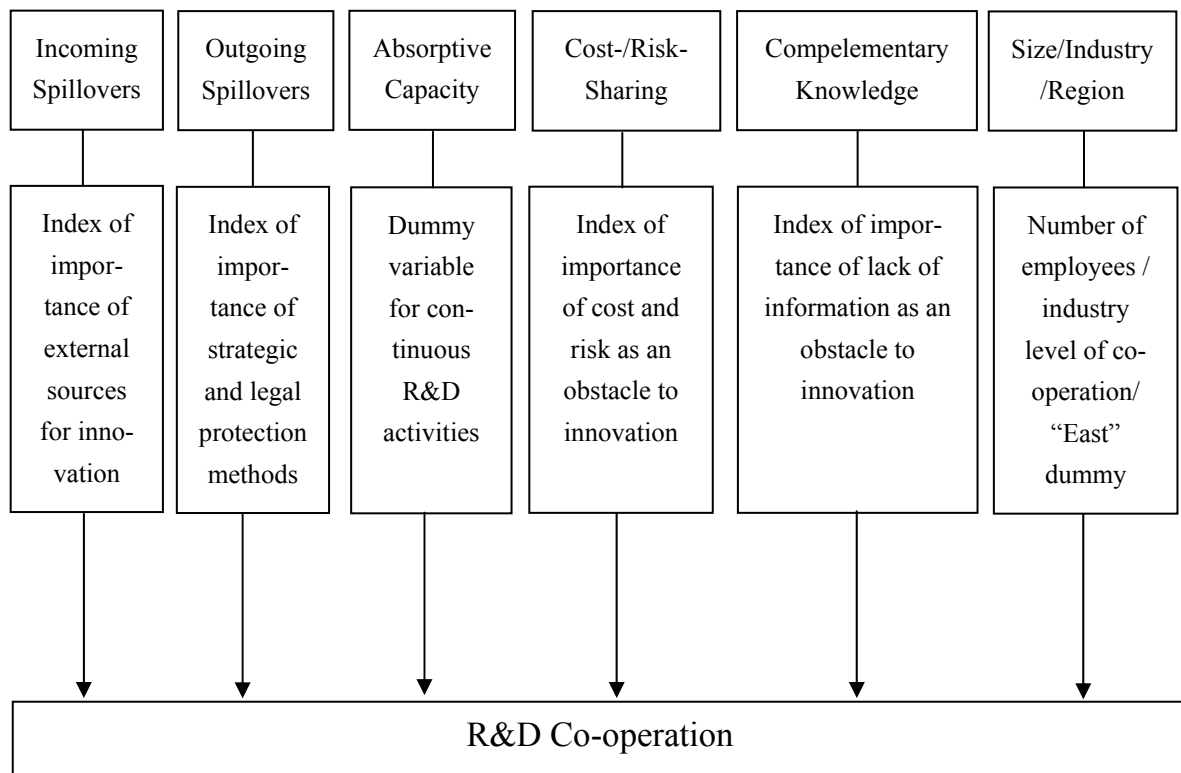 Incoming
Spillovers
Outgoing
Spillovers
Absorptive
Capacity
Cost-/Risk-
Sharing
Compelementary
Knowledge
Size/Industry
/Region
Index of
impor-
tance of
external
sources
for inno-
vation
Index of
impor-
tance of
strategic
and legal
protection
methods
Dummy
variable
for con-
tinuous
R&D
activities
Index of
importance
of cost and
risk as an
obstacle to
innovation
Index of impor-
tance of lack of
information as an
obstacle to
innovation
Number of
employees /
industry
level of co-
operation/
“East”
dummy
R&D Co-operation